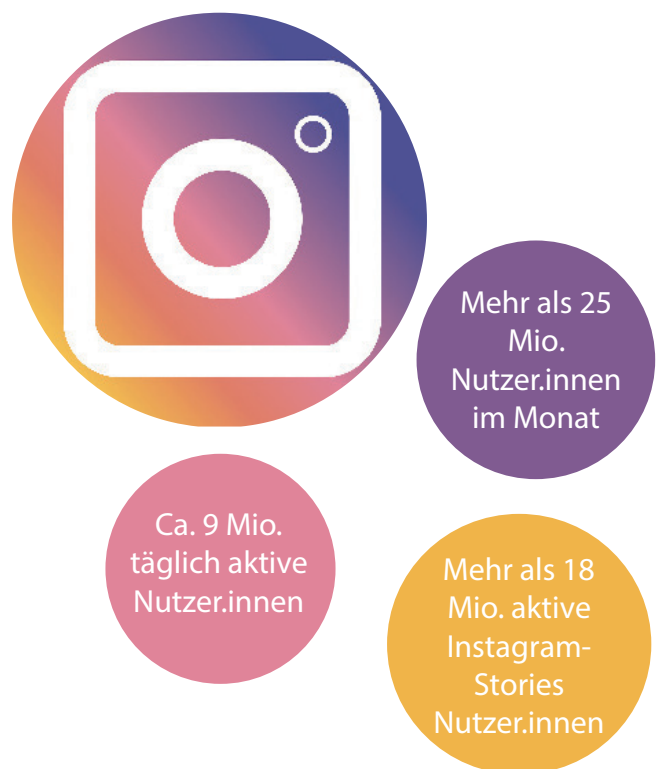 Mehr als 25
Mio.
Nutzer.innen
im Monat
Ca. 9 Mio.
täglich aktive
Nutzer.innen
Mehr als 18
Mio. aktive
Instagram-
Stories
Nutzer.innen